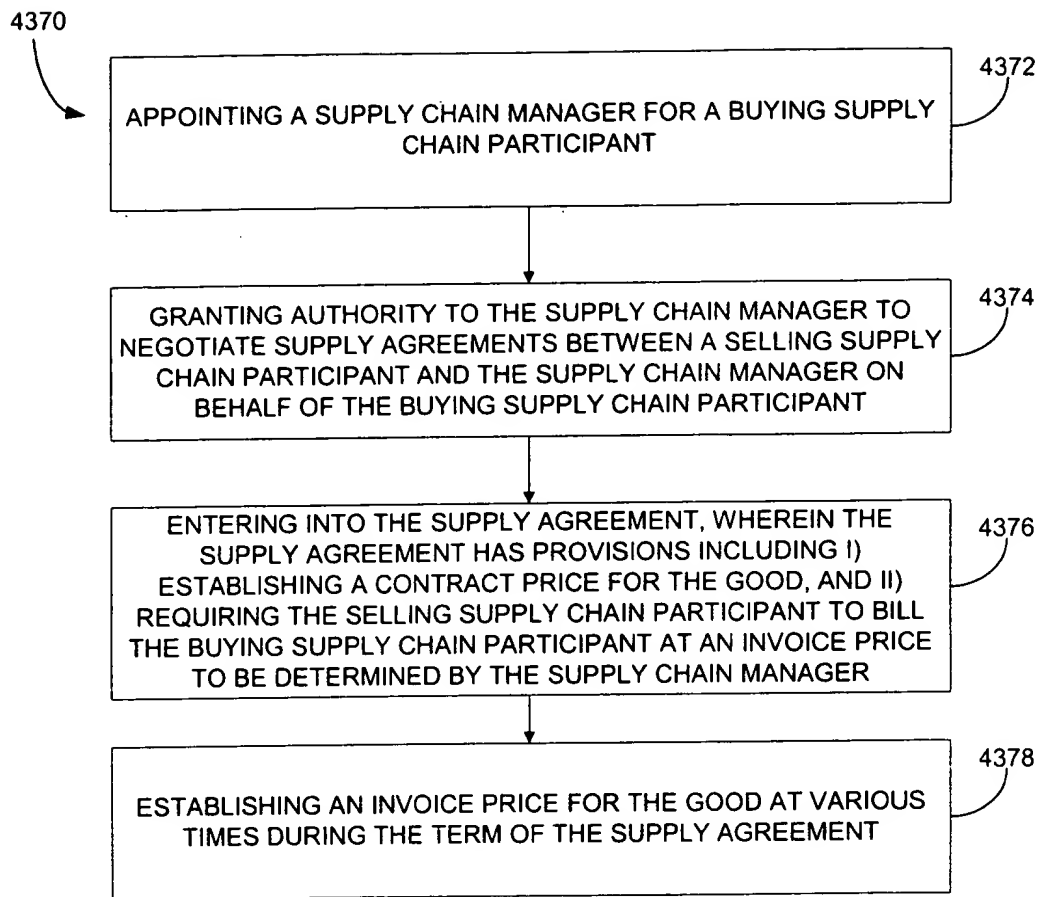 4370
4372
APPOINTING A SUPPLY CHAIN MANAGER FOR A BUYING SUPPLY
CHAIN PARTICIPANT
4374
GRANTING AUTHORITY TO THE SUPPLY CHAIN MANAGER TO
NEGOTIATE SUPPLY AGREEMENTS BETWEEN A SELLING SUPPLY
CHAIN PARTICIPANT AND THE SUPPLY CHAIN MANAGER ON
BEHALF OF THE BUYING SUPPLY CHAIN PARTICIPANT
4376
ENTERING INTO THE SUPPLY AGREEMENT, WHEREIN THE
SUPPLY AGREEMENT HAS PROVISIONS INCLUDING I)
ESTABLISHING A CONTRACT PRICE FOR THE GOOD, AND II)
REQUIRING THE SELLING SUPPLY CHAIN PARTICIPANT TO BILL
THE BUYING SUPPLY CHAIN PARTICIPANT AT AN INVOICE PRICE
TO BE DETERMINED BY THE SUPPLY CHAIN MANAGER
4378
ESTABLISHING AN INVOICE PRICE FOR THE GOOD AT VARIOUS
TIMES DURING THE TERM OF THE SUPPLY AGREEMENT